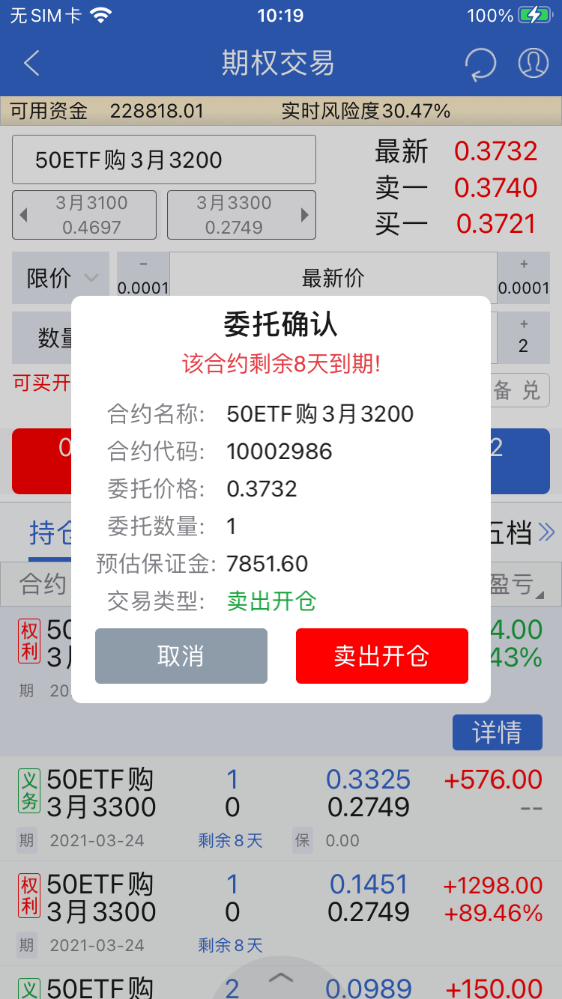 无SIM卡 10:19 100%
期权交易
可用资金 228818.01 实时风险度30.47%
50ETF购3月3200
最新 0.3732
卖一 0.3740
买一 0.3721
3月3100 3月3300
0.4697 0.2749
限价 - 0.0001 最新价 + 0.0001
数量 + 2
可买开 备 兑
0 2
委托确认
该合约剩余8天到期!
合约名称: 50ETF购3月3200
合约代码: 10002986
委托价格: 0.3732
委托数量: 1
预估保证金: 7851.60
交易类型: 卖出开仓
取消 卖出开仓
持仓 五档
合约 盈亏
权利 50 4.00
3月 43%
期 20
详情
义务 50ETF购 1 0.3325 +576.00
3月3300 0 0.2749 --
期 2021-03-24 剩余8天 保 0.00
权利 50ETF购 1 0.1451 +1298.00
3月3300 0 0.2749 +89.46%
期 2021-03-24 剩余8天
义 50ETF购 2 0.0989 +150.00